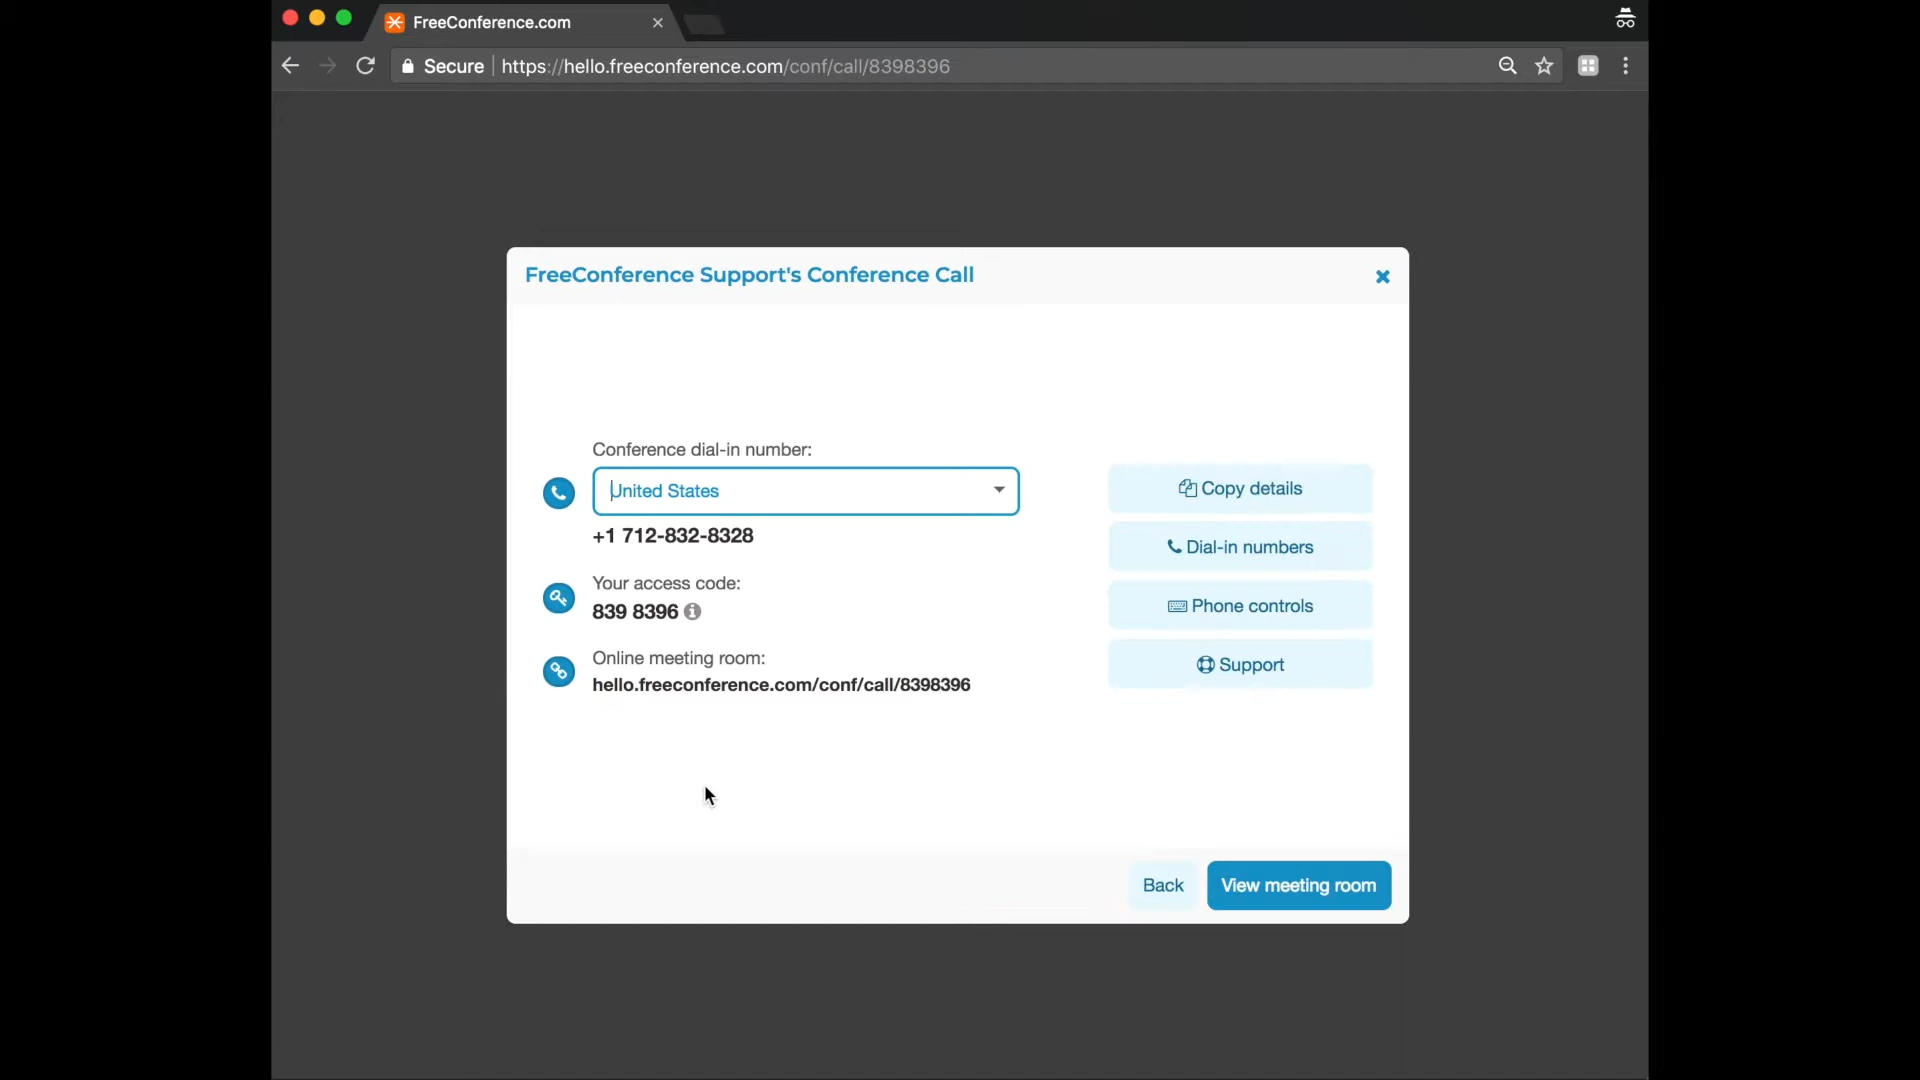 FreeConference.com
Secure https://hello.freeconference.com/conf/call/8398396
FreeConference Support's Conference Call
Conference dial-in number:
United States
+1 712-832-8328
Your access code:
839 8396
Online meeting room:
hello.freeconference.com/conf/call/8398396
Copy details
Dial-in numbers
Phone controls
Support
Back View meeting room